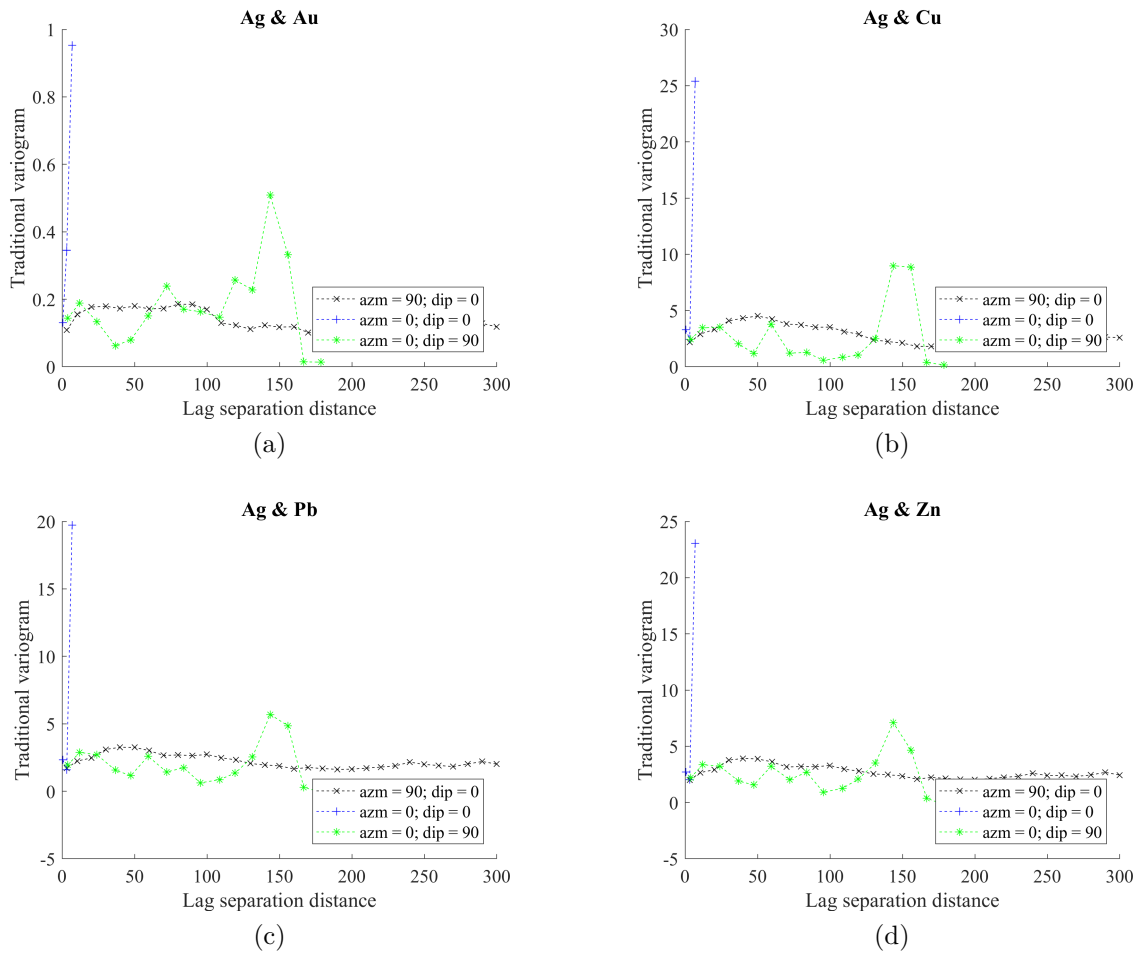 Ag & Au
1
0.8
0.6
0.4
0.2
0
Traditional variogram
azm = 90; dip = 0
azm = 0; dip = 0
azm = 0; dip = 90
0 50 100 150 200 250 300
Lag separation distance
(a)
Ag & Cu
30
25
20
15
10
5
0
Traditional variogram
azm = 90; dip = 0
azm = 0; dip = 0
azm = 0; dip = 90
0 50 100 150 200 250 300
Lag separation distance
(b)
Ag & Pb
20
15
10
5
0
-5
Traditional variogram
azm = 90; dip = 0
azm = 0; dip = 0
azm = 0; dip = 90
0 50 100 150 200 250 300
Lag separation distance
(c)
Ag & Zn
25
20
15
10
5
0
-5
Traditional variogram
azm = 90; dip = 0
azm = 0; dip = 0
azm = 0; dip = 90
0 50 100 150 200 250 300
Lag separation distance
(d)